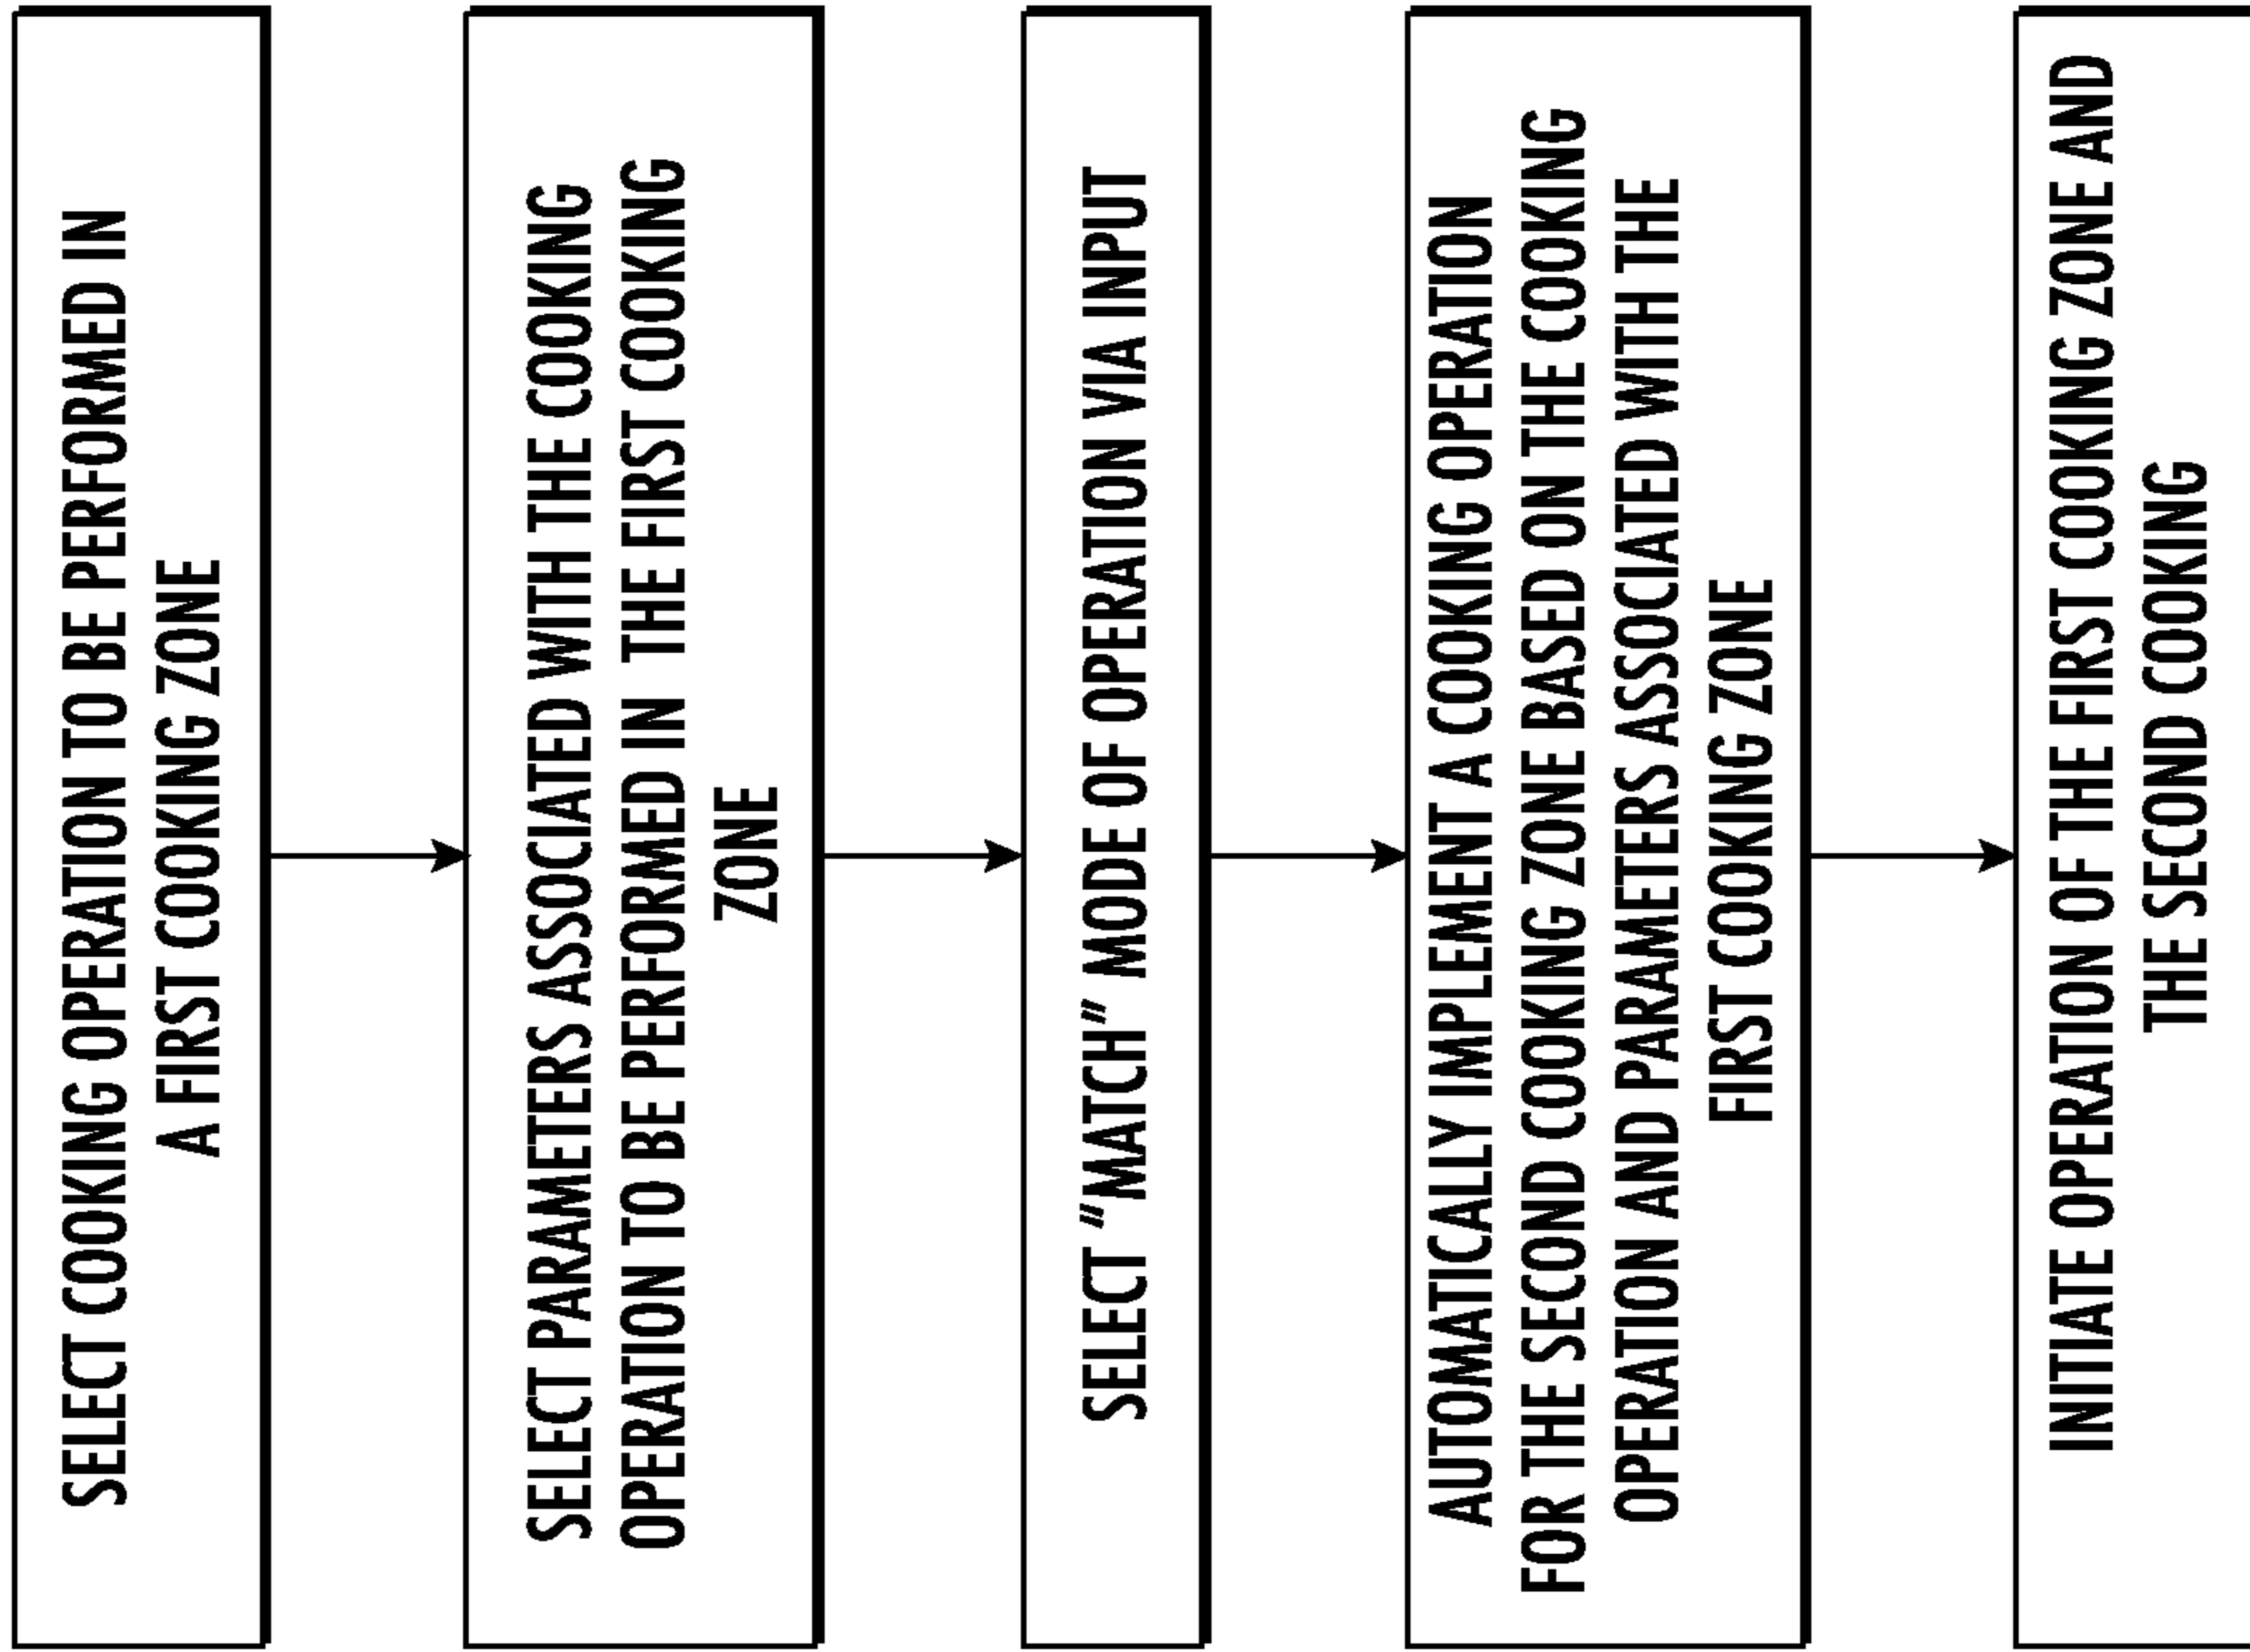 SELECT COOKING OPERATION TO BE PERFORMED IN
A FIRST COOKING ZONE
SELECT PARAMETERS ASSOCIATED WITH THE COOKING
OPERATION TO BE PERFORMED IN THE FIRST COOKING
ZONE
SELECT "MATCH" MODE OF OPERATION VIA INPUT
AUTOMATICALLY IMPLEMENT A COOKING OPERATION
FOR THE SECOND COOKING ZONE BASED ON THE COOKING
OPERATION AND PARAMETERS ASSOCIATED WITH THE
FIRST COOKING ZONE
INITIATE OPERATION OF THE FIRST COOKING ZONE AND
THE SECOND COOKING